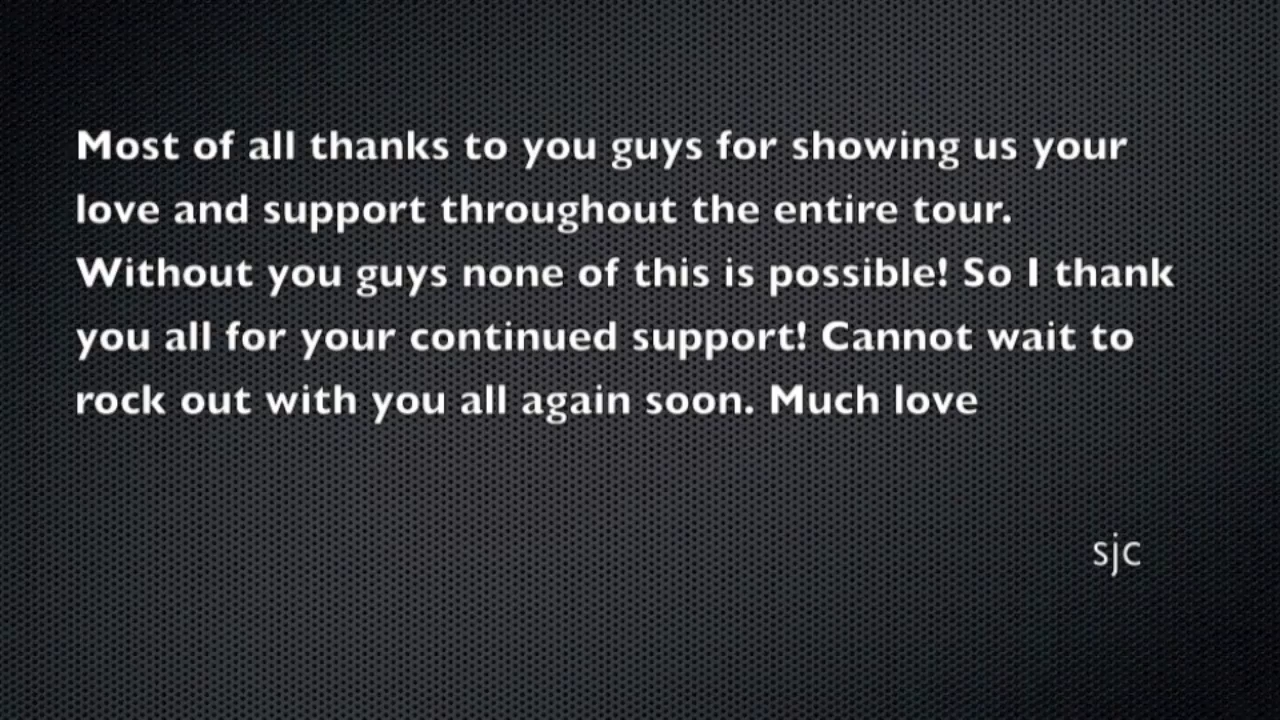 Most of all thanks to you guys for showing us your
love and support throughout the entire tour.
Without you guys none of this is possible! So I thank
you all for your continued support! Cannot wait to
rock out with you all again soon. Much love
sjc